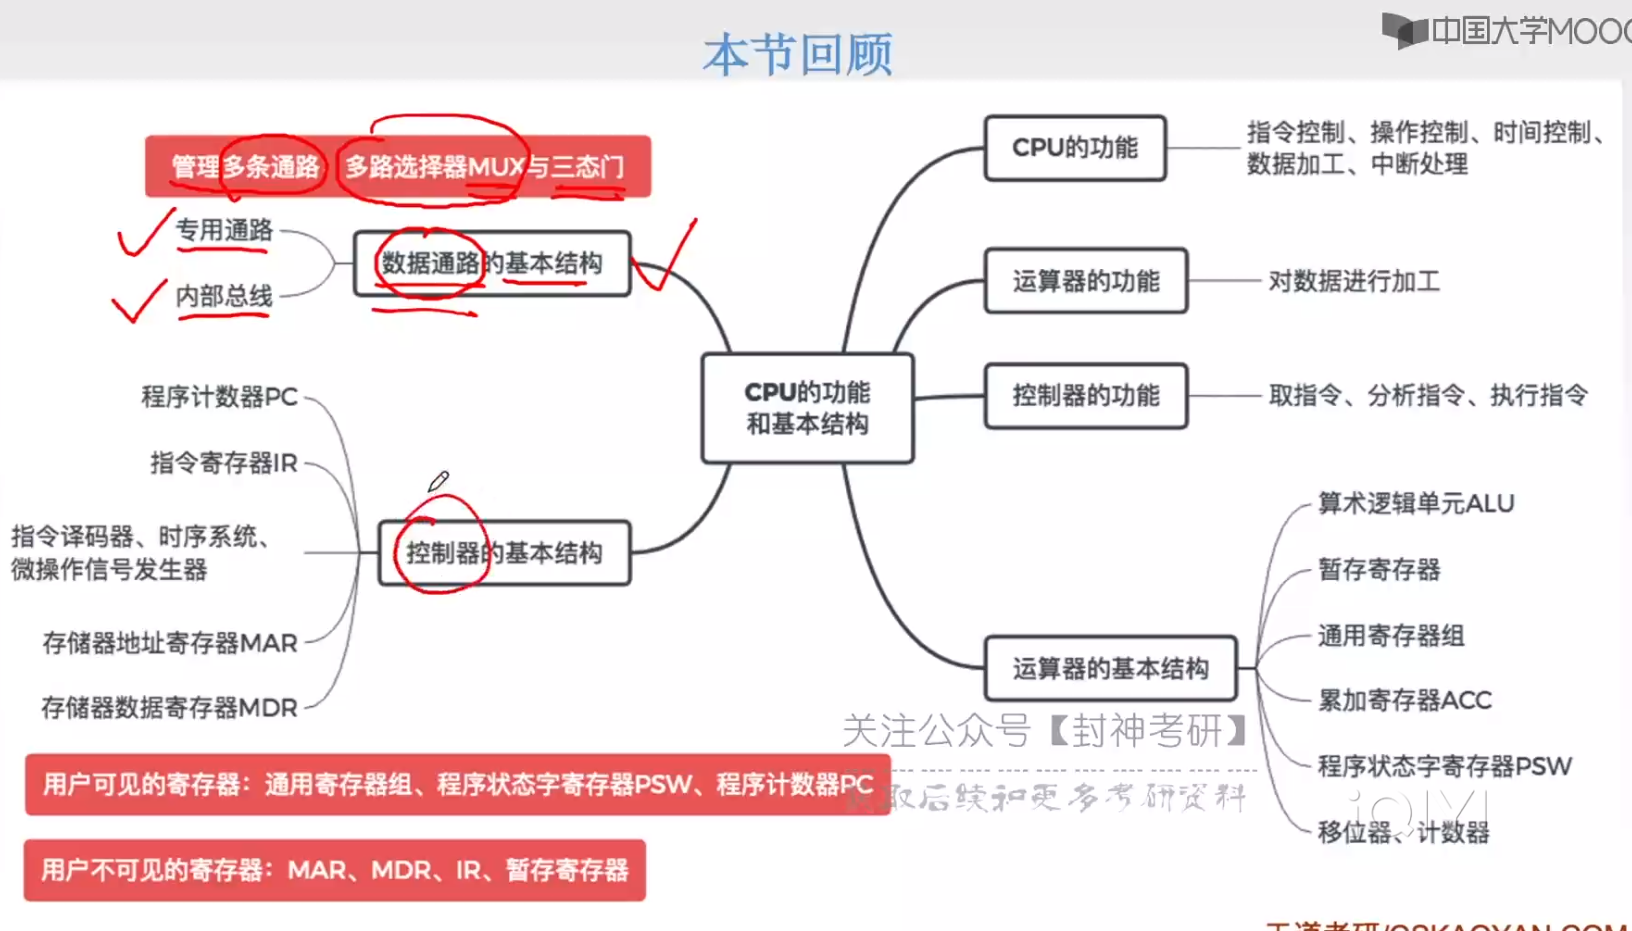 中国大学MOOC
本节回顾
管理多条通路 多路选择器MUX与三态门
专用通路
内部总线
数据通路的基本结构
程序计数器PC
指令寄存器IR
指令译码器、时序系统、
微操作信号发生器
存储器地址寄存器MAR
存储器数据寄存器MDR
控制器的基本结构
CPU的功能
和基本结构
CPU的功能
指令控制、操作控制、时间控制、
数据加工、中断处理
运算器的功能
对数据进行加工
控制器的功能
取指令、分析指令、执行指令
运算器的基本结构
算术逻辑单元ALU
暂存寄存器
通用寄存器组
累加寄存器ACC
程序状态字寄存器PSW
移位器、计数器
用户可见的寄存器：通用寄存器组、程序状态字寄存器PSW、程序计数器PC
用户不可见的寄存器：MAR、MDR、IR、暂存寄存器
关注公众号【封神考研】
取后续和更多考研资料
iQIYI
王道考研/CSKAOYAN.COM